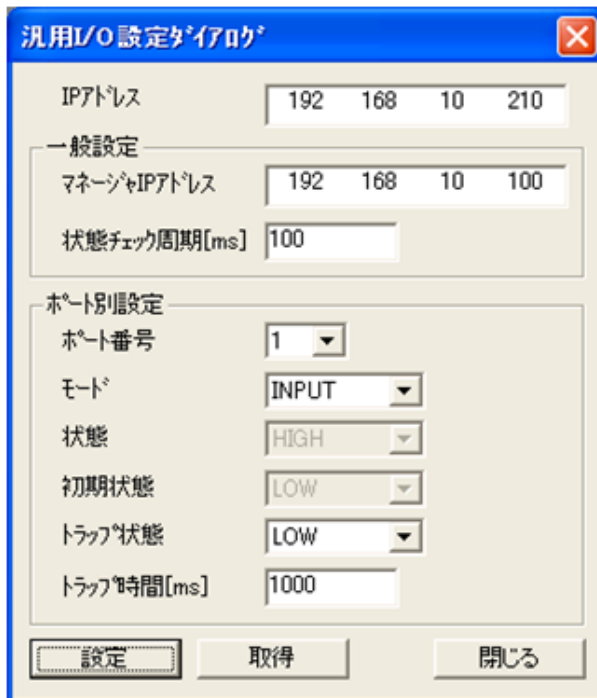 汎用I/O設定ﾀﾞｲｱﾛｸﾞ
IPｱﾄﾞﾚｽ 192 168 10 210
一般設定
ﾏﾈｰｼﾞｬIPｱﾄﾞﾚｽ 192 168 10 100
状態ﾁｪｯｸ周期[ms] 100
ﾎﾟｰﾄ別設定
ﾎﾟｰﾄ番号 1
ﾓｰﾄﾞ INPUT
状態 HIGH
初期状態 LOW
ﾄﾗｯﾌﾟ状態 LOW
ﾄﾗｯﾌﾟ時間[ms] 1000
設定 取得 閉じる